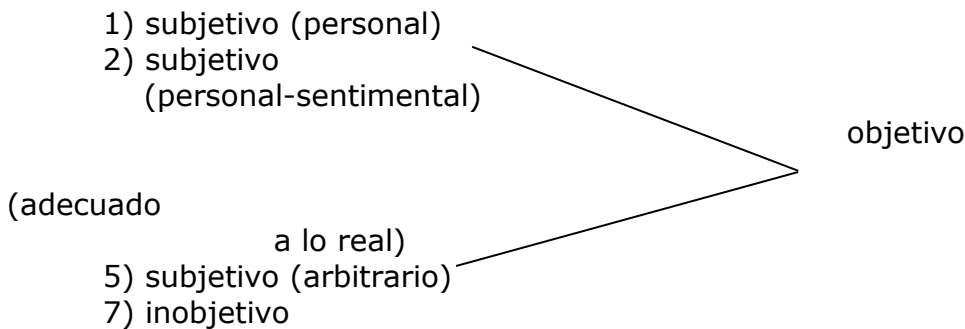 1) subjetivo (personal)
2) subjetivo
(personal-sentimental)
objetivo
(adecuado
a lo real)
5) subjetivo (arbitrario)
7) inobjetivo